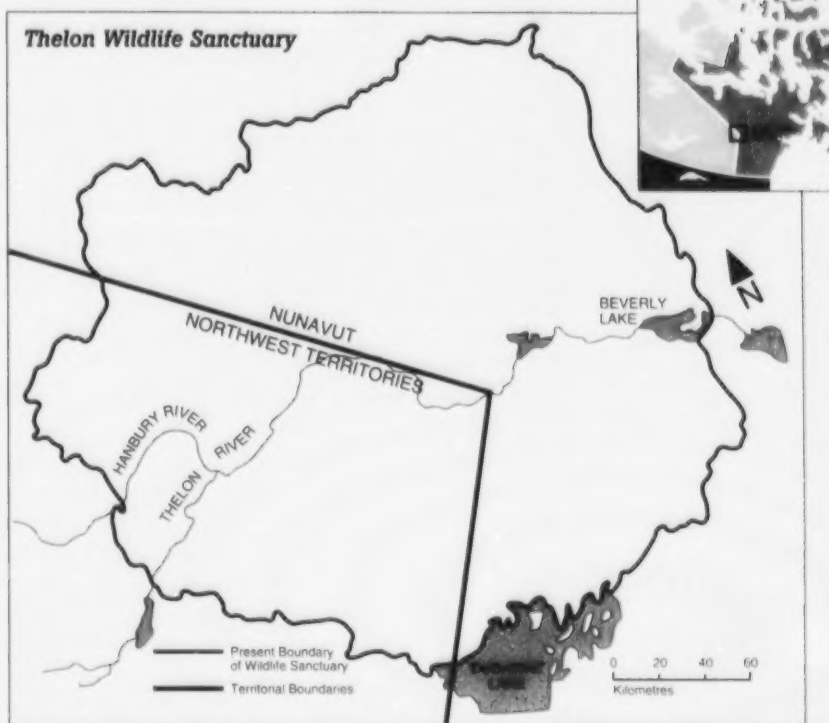 Thelon Wildlife Sanctuary
N
BEVERLY
LAKE
NUNAVUT
NORTHWEST TERRITORIES
HANBURY RIVER
THELON RIVER
LAKE
Present Boundary
of Wildlife Sanctuary
Territorial Boundaries
0 20 40 60
Kilometres